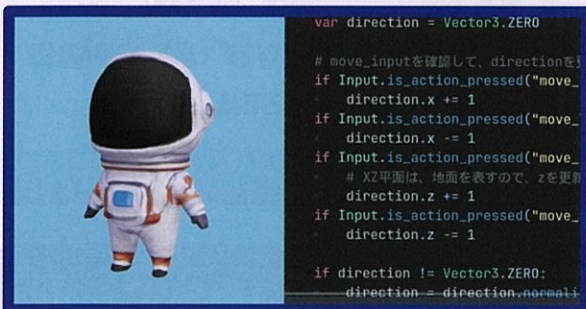 var direction = Vector3.ZERO
# move_inputを確認して、directionを
if Input.is_action_pressed("move_
direction.x += 1
if Input.is_action_pressed("move_
direction.x -= 1
if Input.is_action_pressed("move_
# XZ平面は、地面を表すので、zを更新
direction.z += 1
if Input.is_action_pressed("move_
direction.z -= 1
if direction != Vector3.ZERO:
direction = direction.normali